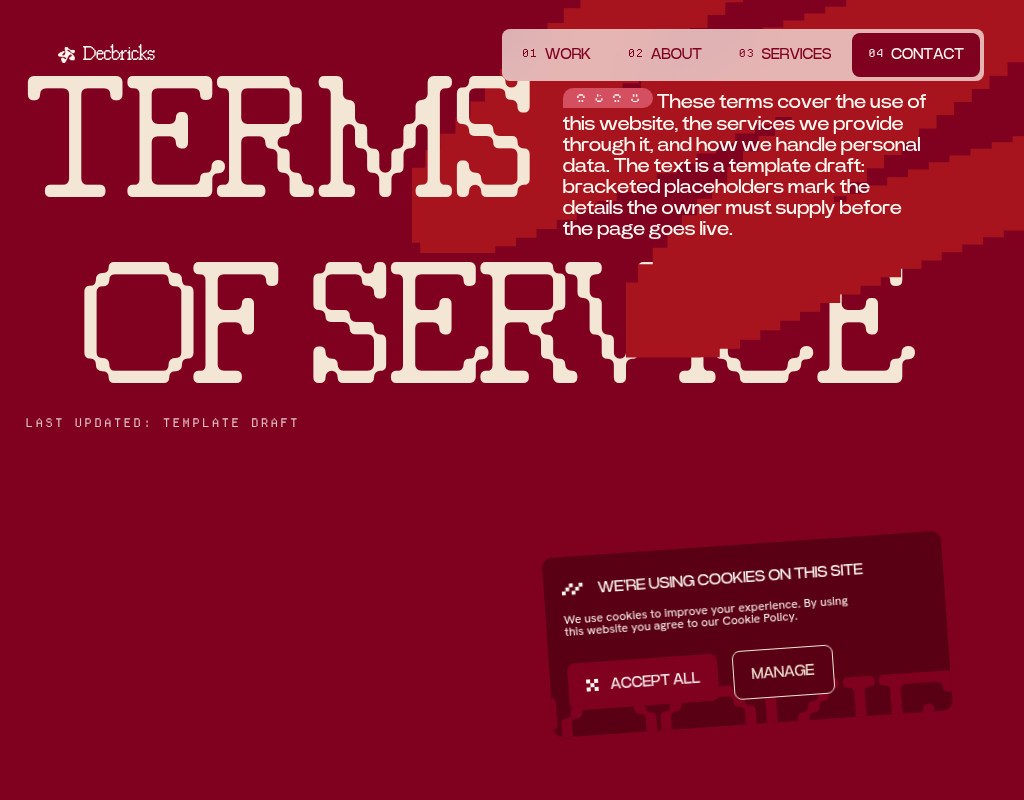 Decbricks
01 WORK 02 ABOUT 03 SERVICES 04 CONTACT
TERMS
These terms cover the use of
this website, the services we provide
through it, and how we handle personal
data. The text is a template draft:
bracketed placeholders mark the
details the owner must supply before
the page goes live.
OF SERVICE
LAST UPDATED: TEMPLATE DRAFT
WE'RE USING COOKIES ON THIS SITE
We use cookies to improve your experience. By using
this website you agree to our Cookie Policy.
ACCEPT ALL
MANAGE